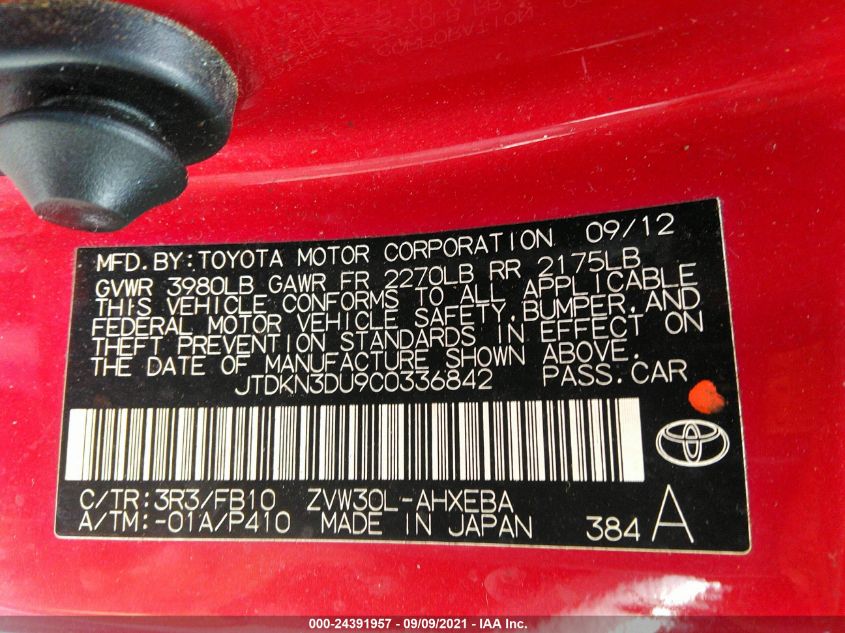 MFD.BY:TOYOTA MOTOR CORPORATION 09/12
GVWR 3980LB GAWR FR 2270LB RR 2175LB
THIS VEHICLE CONFORMS TO ALL APPLICABLE
FEDERAL MOTOR VEHICLE SAFETY,BUMPER,AND
THEFT PREVENTION STANDARDS IN EFFECT ON
THE DATE OF MANUFACTURE SHOWN ABOVE.
JTDKN3DU9C0336842 PASS.CAR
C/TR:3R3/FB10 ZVW30L-AHXEBA
A/TM:-01A/P410 MADE IN JAPAN 384 A
000-24391957 - 09/09/2021 - IAA Inc.